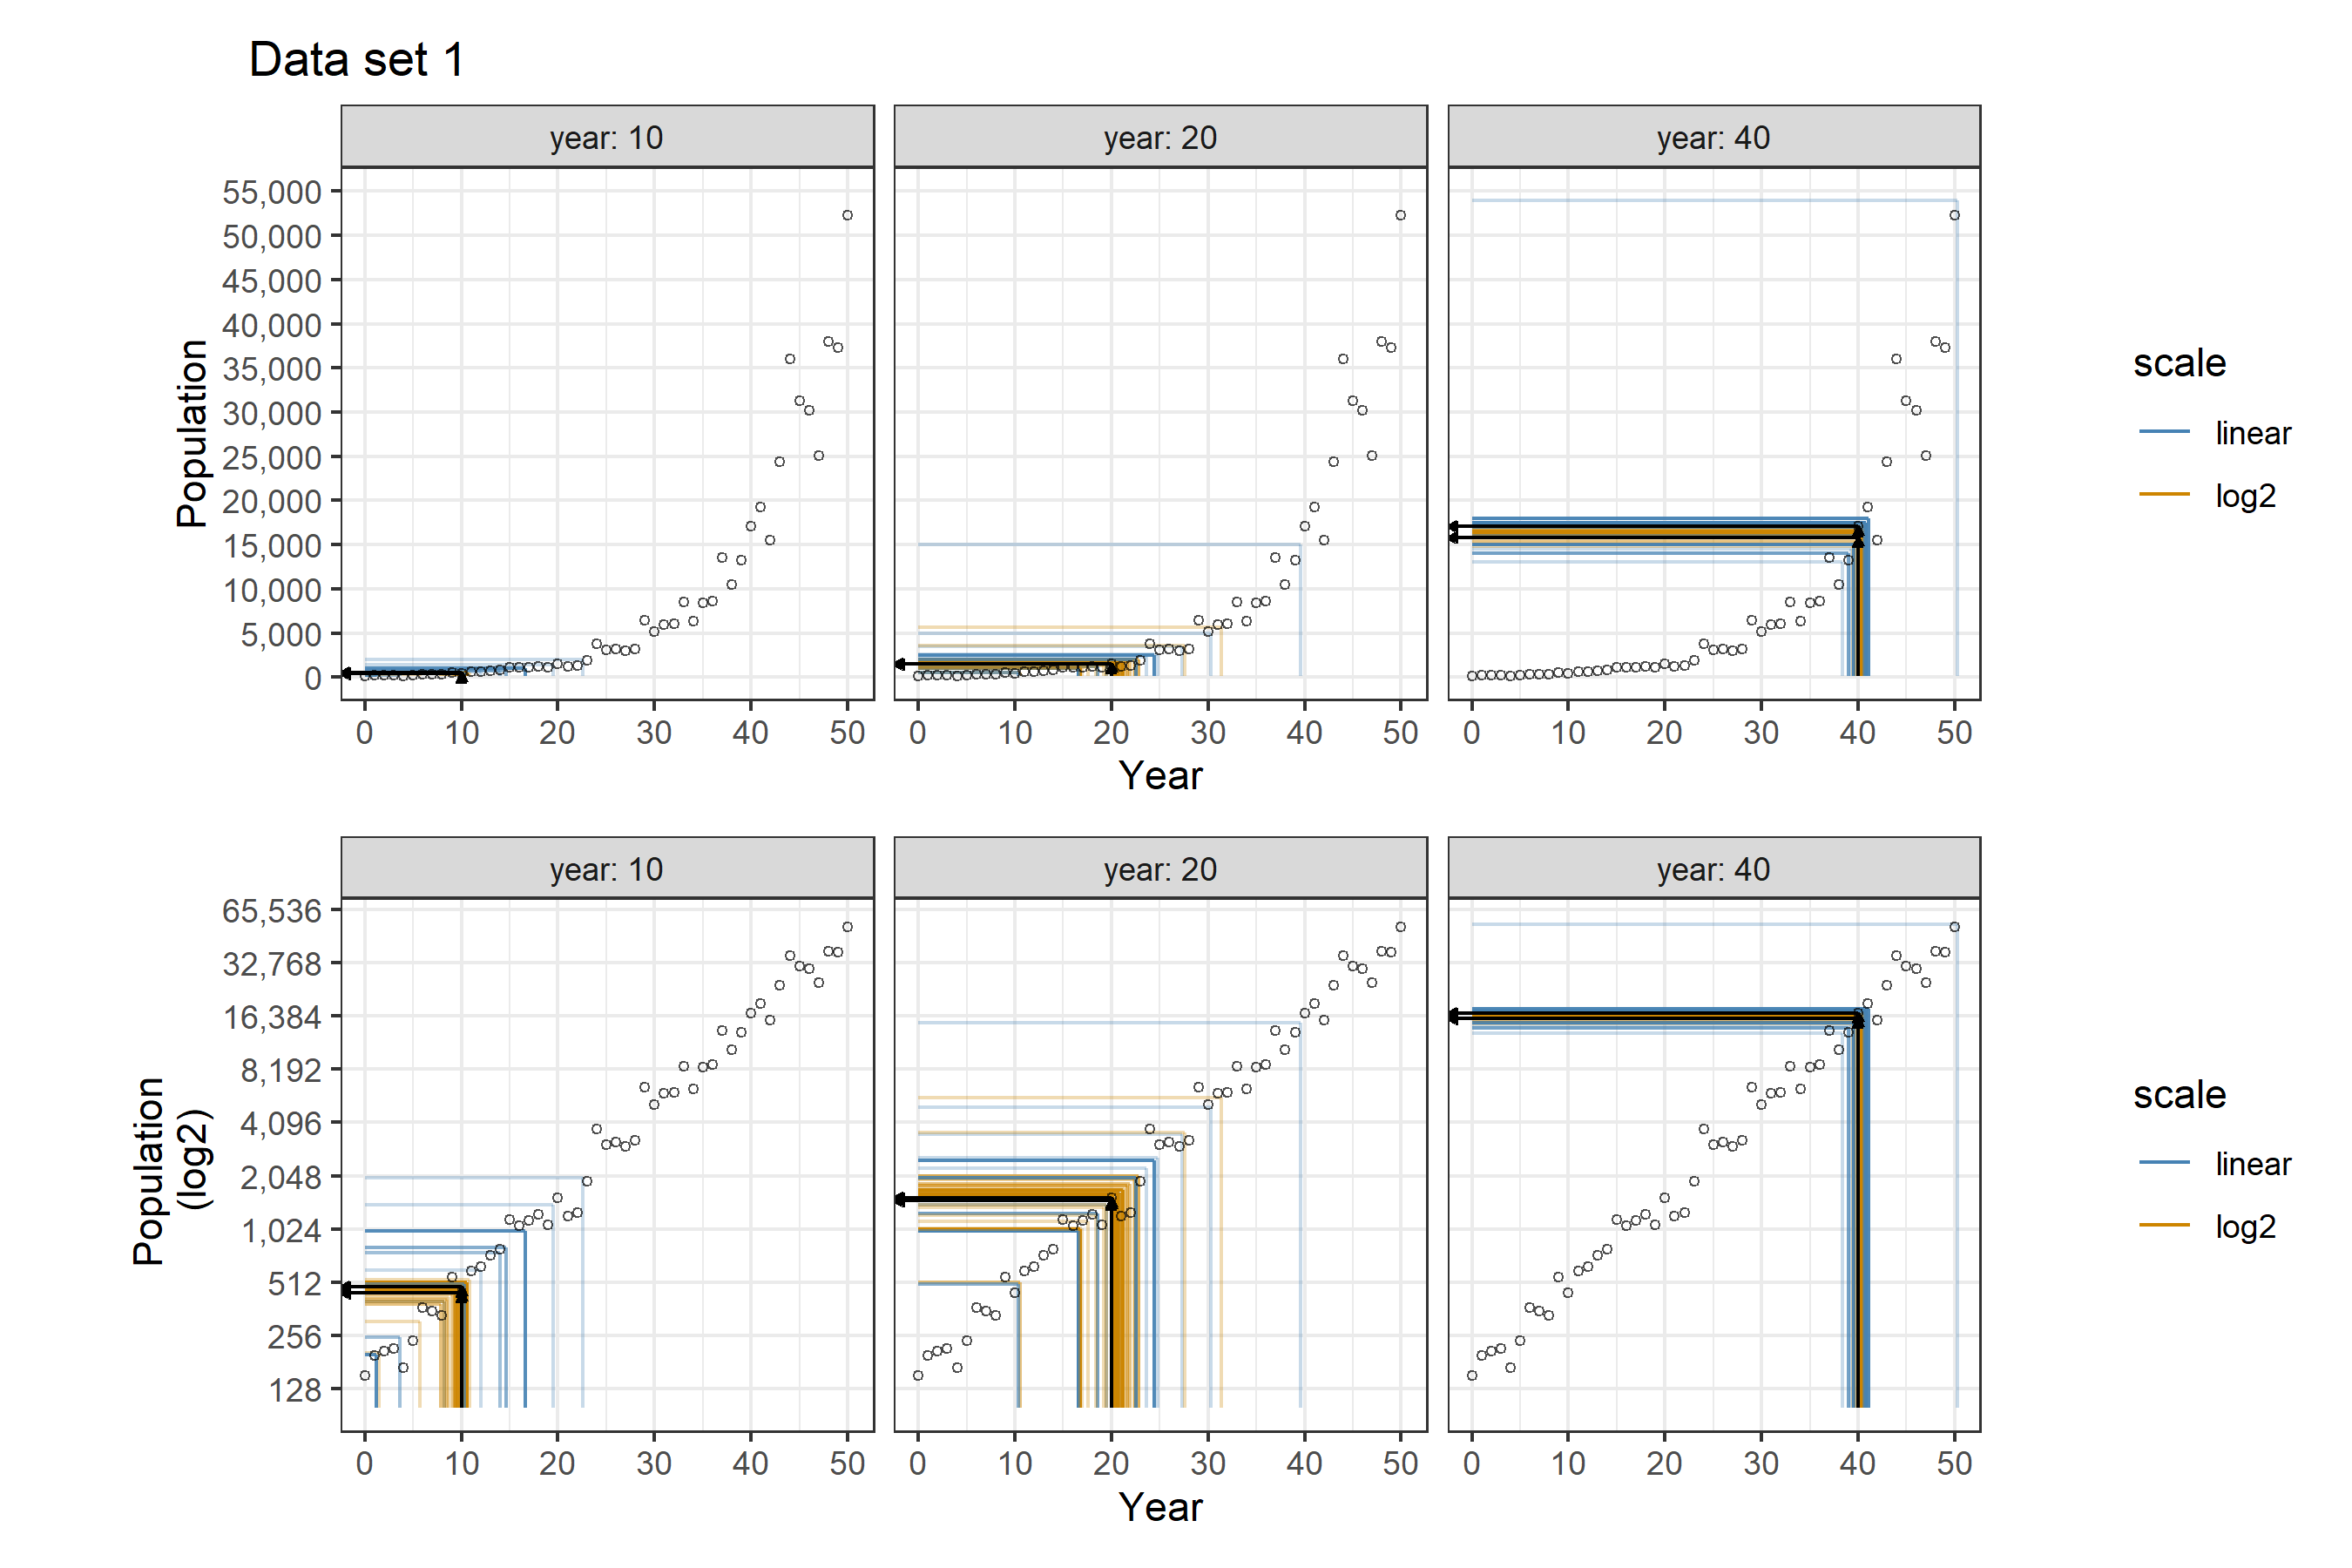 Data set 1
year: 10 year: 20 year: 40
55,000
50,000
45,000
40,000
35,000
30,000
25,000
20,000
15,000
10,000
5,000
0
Population
0 10 20 30 40 50 0 10 20 30 40 50 0 10 20 30 40 50
Year
scale
linear
log2
year: 10 year: 20 year: 40
65,536
32,768
16,384
8,192
4,096
2,048
1,024
512
256
128
Population
(log2)
0 10 20 30 40 50 0 10 20 30 40 50 0 10 20 30 40 50
Year
scale
linear
log2